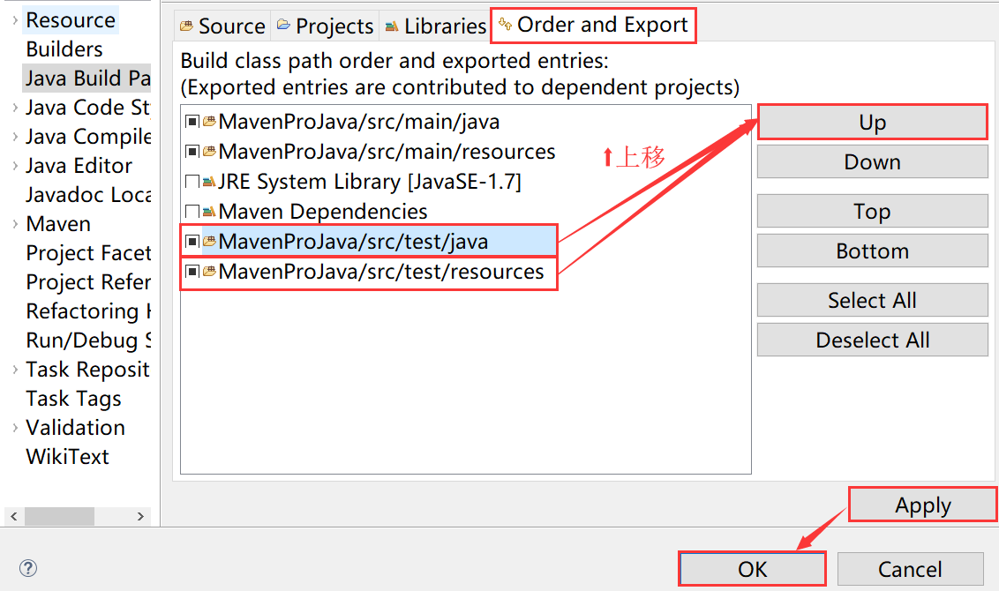 Resource
Builders
Java Build Pa
Java Code Sty
Java Compile
Java Editor
Javadoc Loca
Maven
Project Facet
Project Refer
Refactoring H
Run/Debug S
Task Reposit
Task Tags
Validation
WikiText
Source Projects Libraries Order and Export
Build class path order and exported entries:
(Exported entries are contributed to dependent projects)
MavenProJava/src/main/java
MavenProJava/src/main/resources
JRE System Library [JavaSE-1.7]
Maven Dependencies
MavenProJava/src/test/java
MavenProJava/src/test/resources
上移
Up
Down
Top
Bottom
Select All
Deselect All
Apply
OK
Cancel